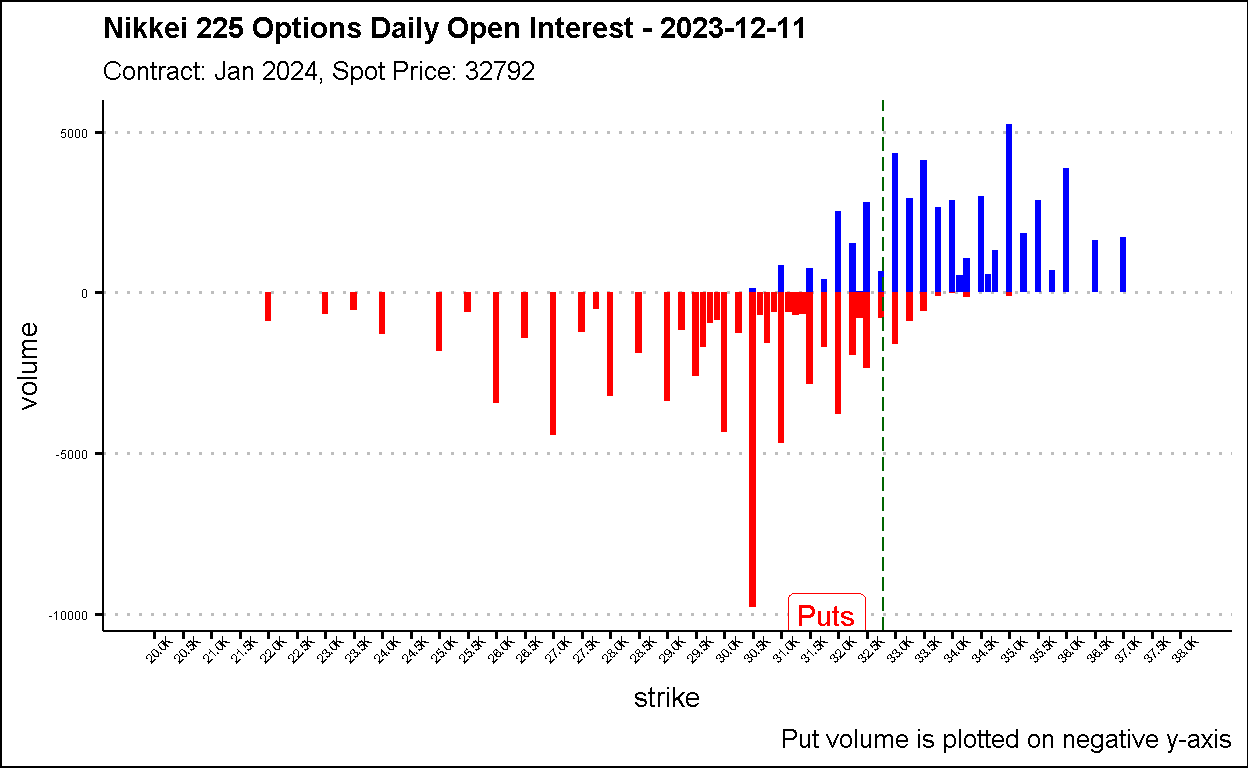 Nikkei 225 Options Daily Open Interest - 2023-12-11
Contract: Jan 2024, Spot Price: 32792
5000
0
-5000
-10000
volume
Puts
20.0K
20.5K
21.0K
21.5K
22.0K
22.5K
23.0K
23.5K
24.0K
24.5K
25.0K
25.5K
26.0K
26.5K
27.0K
27.5K
28.0K
28.5K
29.0K
29.5K
30.0K
30.5K
31.0K
31.5K
32.0K
32.5K
33.0K
33.5K
34.0K
34.5K
35.0K
35.5K
36.0K
36.5K
37.0K
37.5K
38.0K
strike
Put volume is plotted on negative y-axis